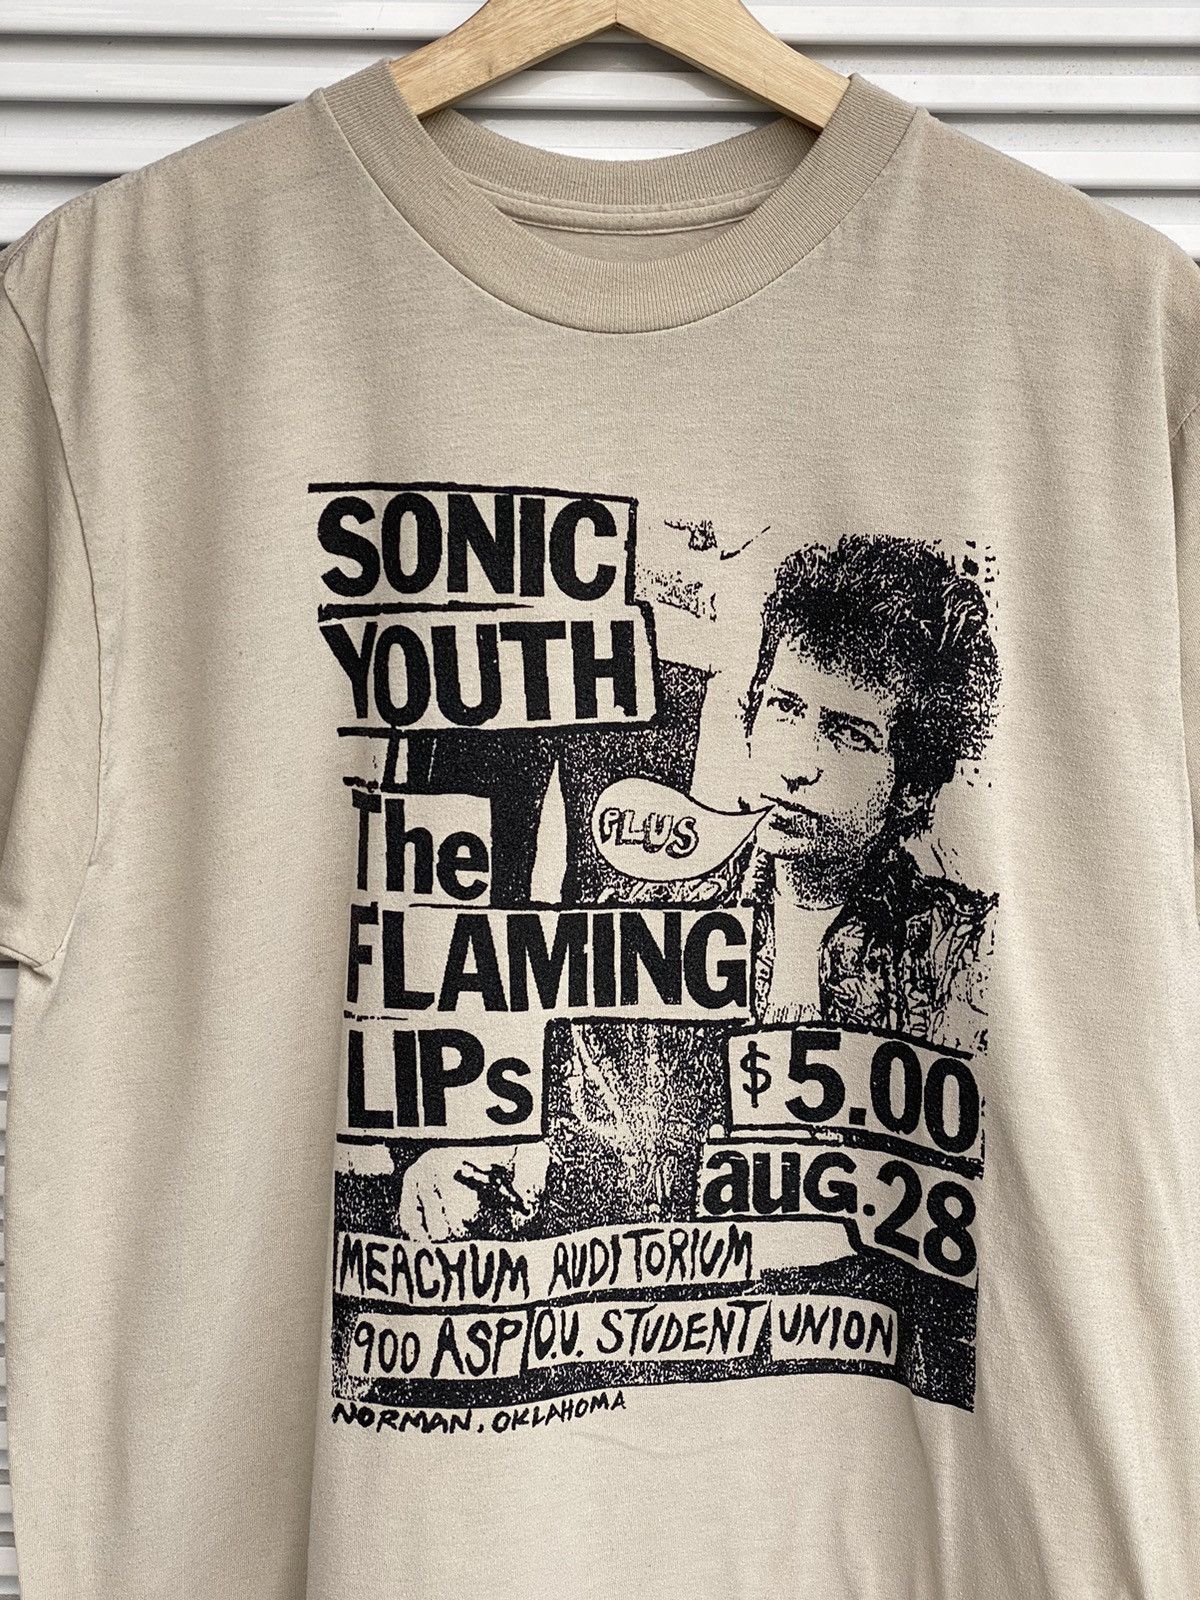 SONIC
YOUTH
PLUS
The
FLAMING
LIPs
$5.00
auG. 28
MEACHUM AUDITORIUM
900 ASP O.U. STUDENT UNION
NORMAN, OKLAHOMA